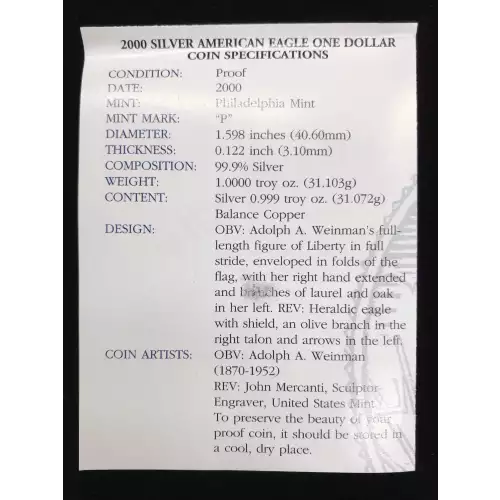 2000 SILVER AMERICAN EAGLE ONE DOLLAR
COIN SPECIFICATIONS
CONDITION: Proof
DATE: 2000
MINT: Philadelphia Mint
MINT MARK: "P"
DIAMETER: 1.598 inches (40.60mm)
THICKNESS: 0.122 inch (3.10mm)
COMPOSITION: 99.9% Silver
WEIGHT: 1.0000 troy oz. (31.103g)
CONTENT: Silver 0.999 troy oz. (31.072g)
Balance Copper
DESIGN: OBV: Adolph A. Weinman's full-
length figure of Liberty in full
stride, enveloped in folds of the
flag, with her right hand extended
and branches of laurel and oak
in her left. REV: Heraldic eagle
with shield, an olive branch in the
right talon and arrows in the left.
COIN ARTISTS: OBV: Adolph A. Weinman
(1870-1952)
REV: John Mercanti, Sculptor-
Engraver, United States Mint
To preserve the beauty of your
proof coin, it should be stored in
a cool, dry place.